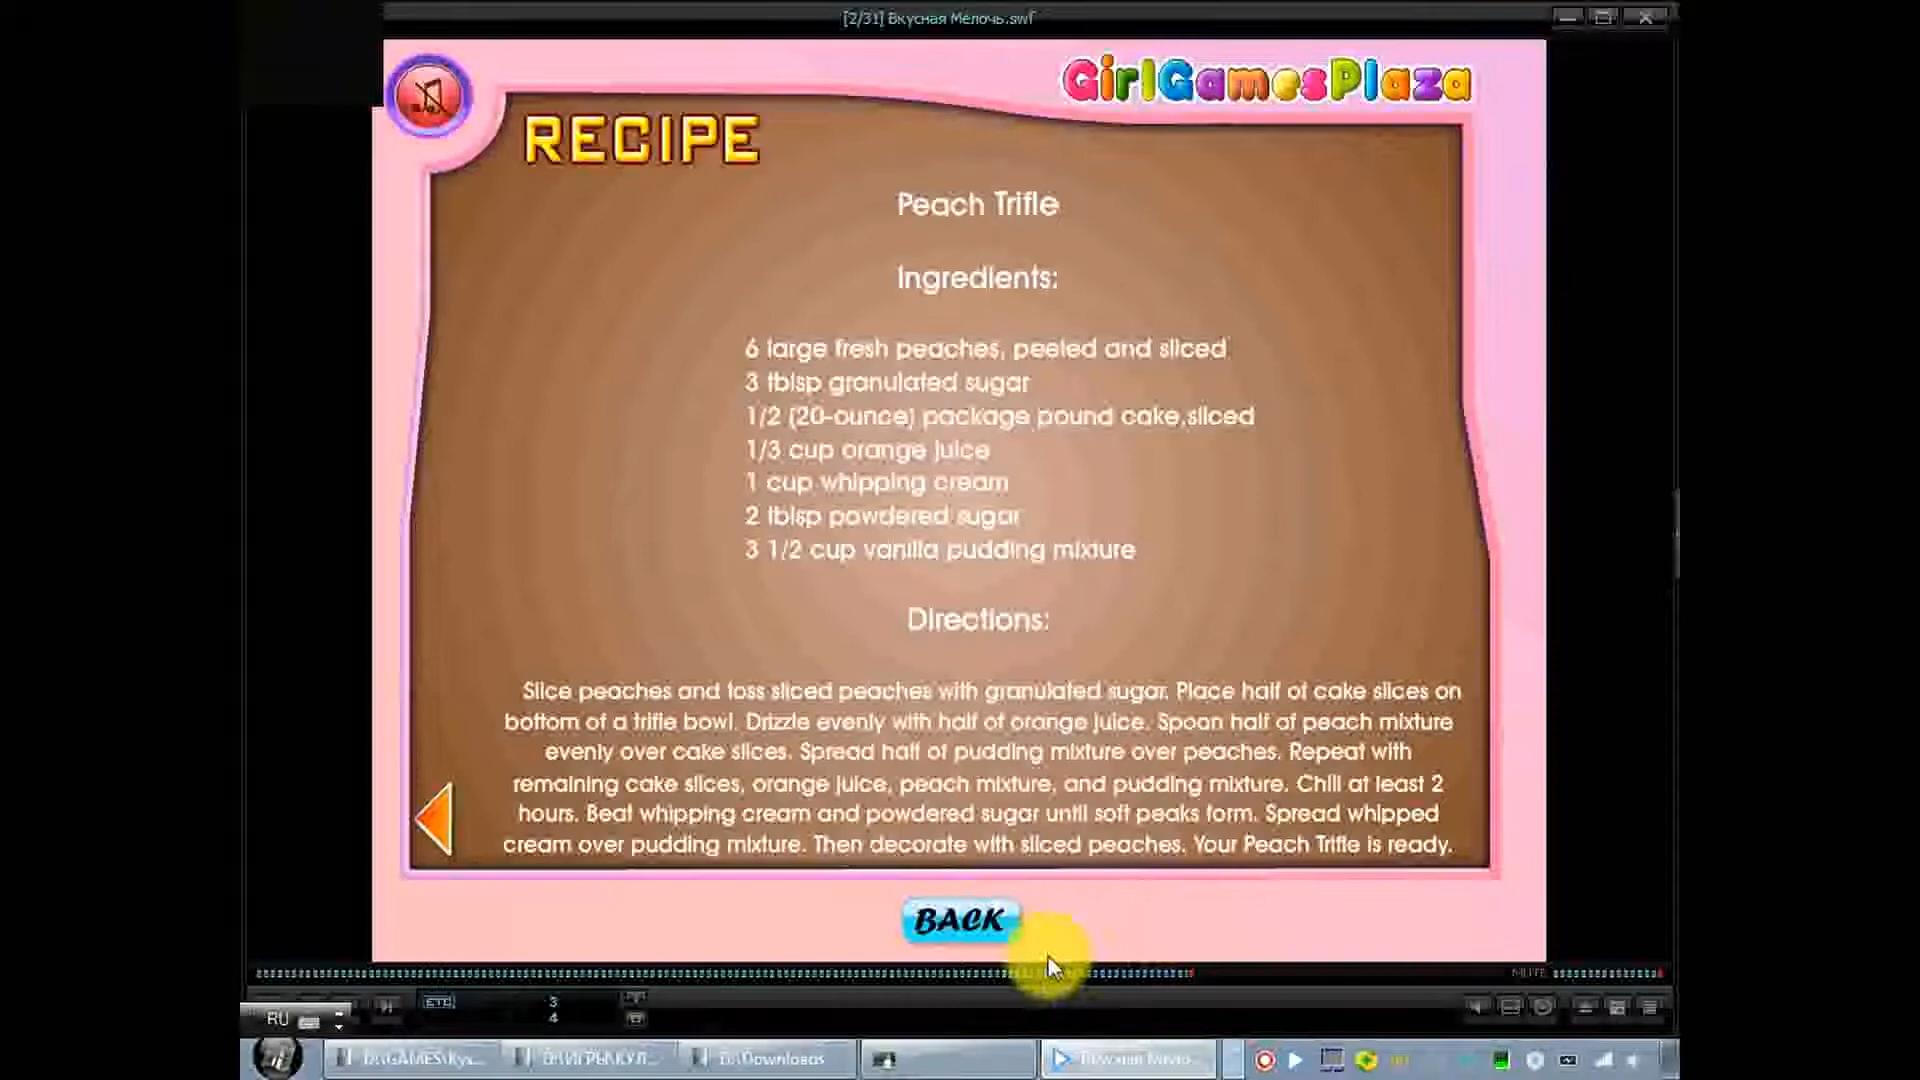 [2/31] Вкусная Мелочь.swf
GirlGamesPlaza
RECIPE
Peach Trifle
Ingredients:
6 large fresh peaches, peeled and sliced
3 tblsp granulated sugar
1/2 (20-ounce) package pound cake,sliced
1/3 cup orange juice
1 cup whipping cream
2 tblsp powdered sugar
3 1/2 cup vanilla pudding mixture
Directions:
Slice peaches and toss sliced peaches with granulated sugar. Place half of cake slices on
bottom of a trifle bowl. Drizzle evenly with half of orange juice. Spoon half of peach mixture
evenly over cake slices. Spread half of pudding mixture over peaches. Repeat with
remaining cake slices, orange juice, peach mixture, and pudding mixture. Chill at least 2
hours. Beat whipping cream and powdered sugar until soft peaks form. Spread whipped
cream over pudding mixture. Then decorate with sliced peaches. Your Peach Trifle is ready.
BACK
MUTE
ETC
3
4
RU
D:\Downloads